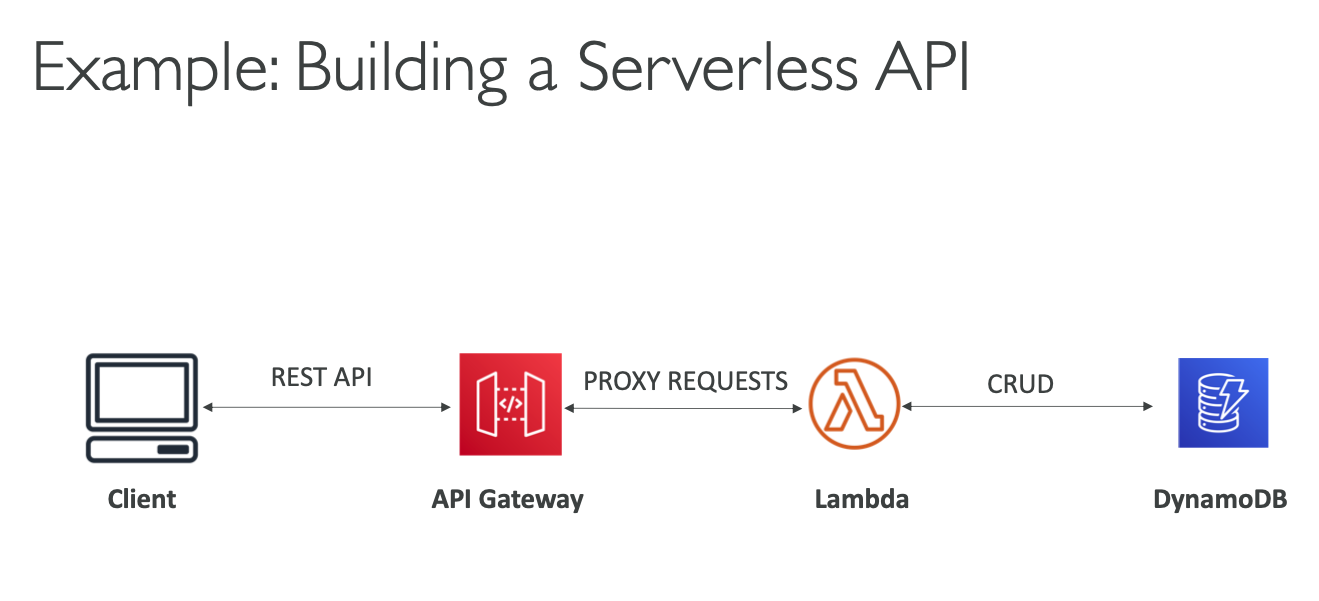 Example: Building a Serverless API
REST API
PROXY REQUESTS
CRUD
</>
Client
API Gateway
Lambda
DynamoDB